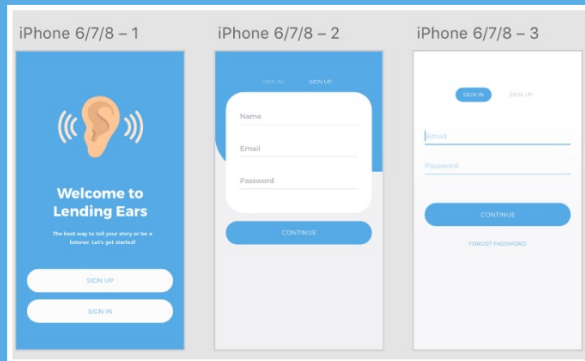 iPhone 6/7/8 – 1
Welcome to
Lending Ears
The best way to tell your story or be a
listener. Let's get started!
SIGN UP
SIGN IN
iPhone 6/7/8 – 2
SIGN IN SIGN UP
Name
Email
Password
CONTINUE
iPhone 6/7/8 – 3
SIGN IN SIGN UP
Email
Password
CONTINUE
FORGOT PASSWORD